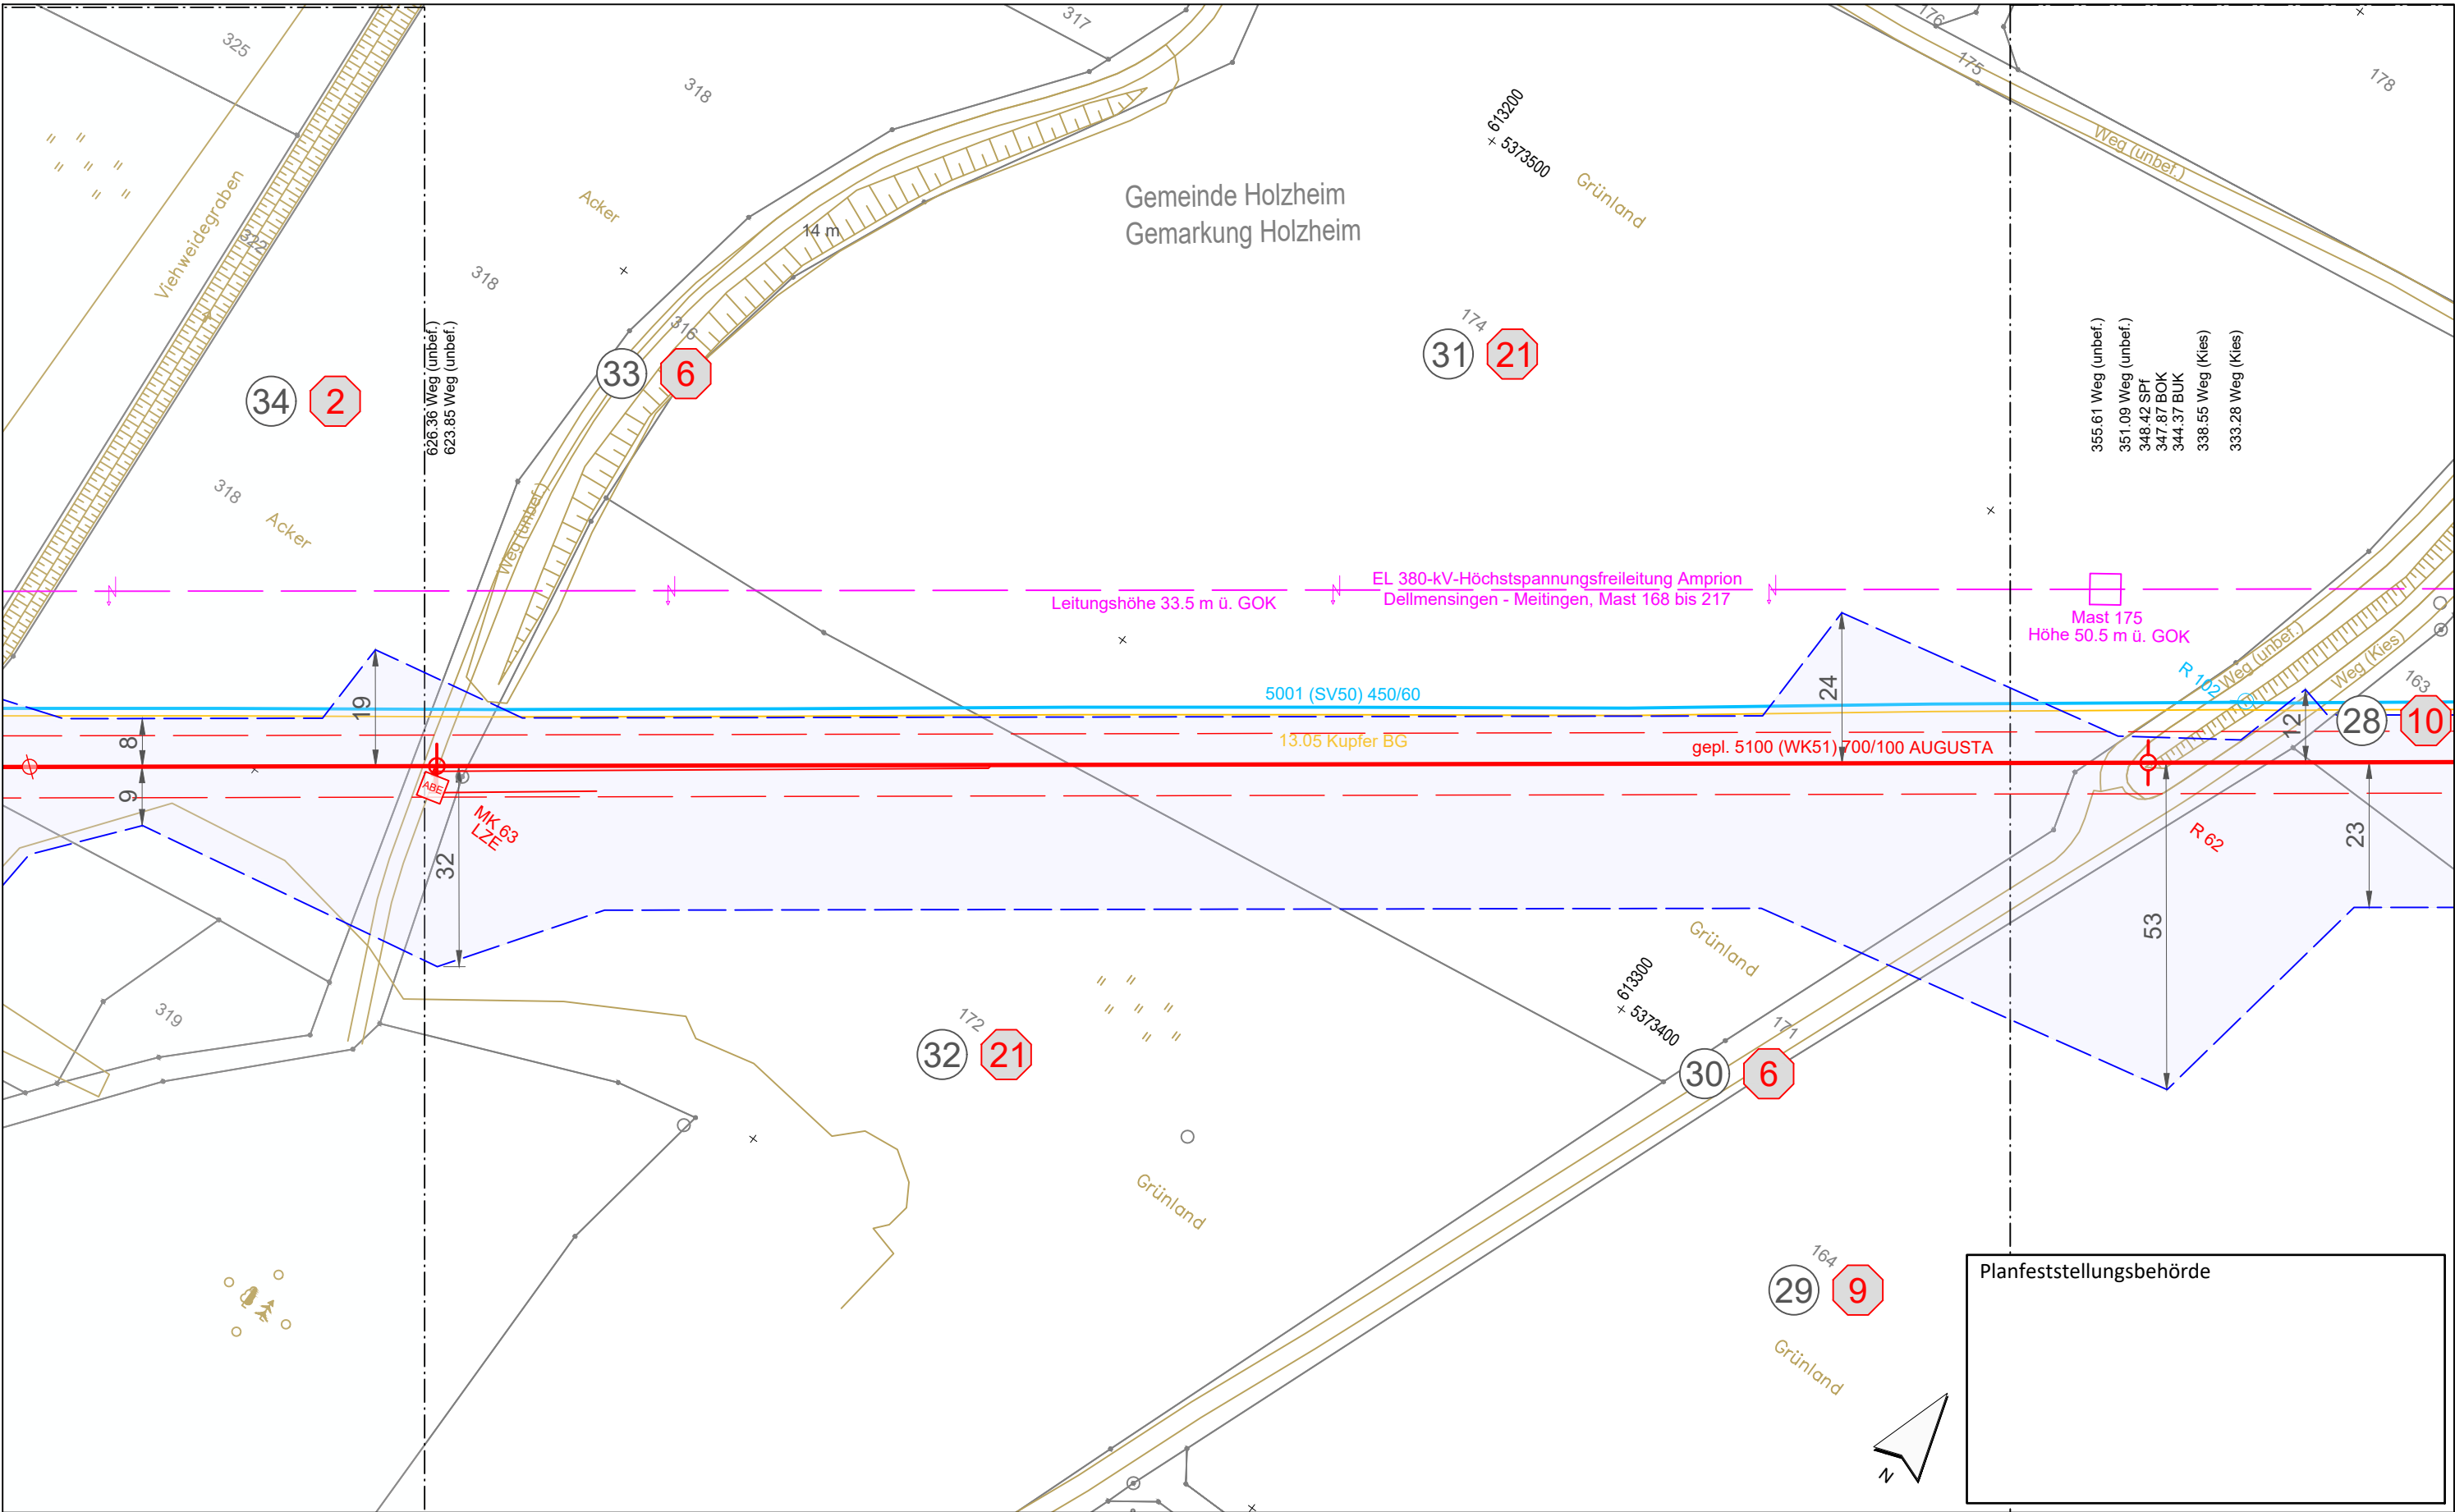 325
317
176
175
178
318
613200
5373500
Weg (unbef.)
Viehweidegraben
322
Acker
14 m
Gemeinde Holzheim
Gemarkung Holzheim
Grünland
318
316
174
33
6
31
21
34
2
626.36 Weg (unbef.)
623.85 Weg (unbef.)
355.61 Weg (unbef.)
351.09 Weg (unbef.)
348.42 SPf
347.87 BOK
344.37 BUK
338.55 Weg (Kies)
333.28 Weg (Kies)
318
Acker
Weg (unbef.)
EL 380-kV-Höchstspannungsfreileitung Amprion
Dellmensingen - Meitingen, Mast 168 bis 217
Leitungshöhe 33.5 m ü. GOK
Mast 175
Höhe 50.5 m ü. GOK
Weg (unbef.)
Weg (Kies)
R 102
163
19
24
5001 (SV50) 450/60
12
28
10
8
13.05 Kupfer BG
gepl. 5100 (WK51) 700/100 AUGUSTA
9
ABE
MK 63
LZE
32
R 62
23
53
Grünland
613300
5373400
319
172
32
21
171
30
6
Grünland
164
29
9
Grünland
Planfeststellungsbehörde
N